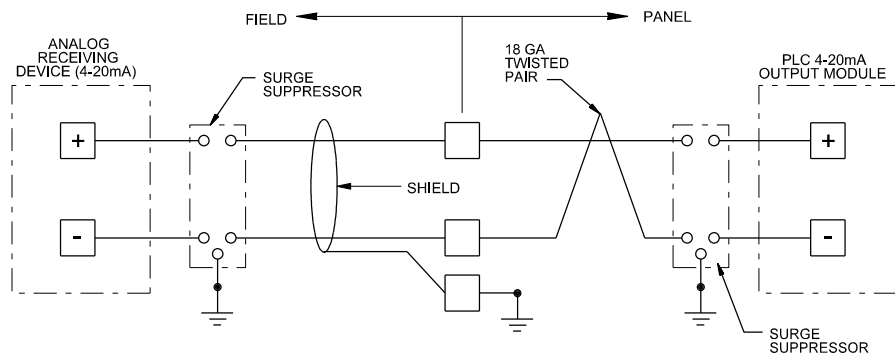 FIELD
PANEL
ANALOG
RECEIVING
DEVICE (4-20mA)
SURGE
SUPPRESSOR
18 GA
TWISTED
PAIR
PLC 4-20mA
OUTPUT MODULE
+
+
SHIELD
-
-
SURGE
SUPPRESSOR